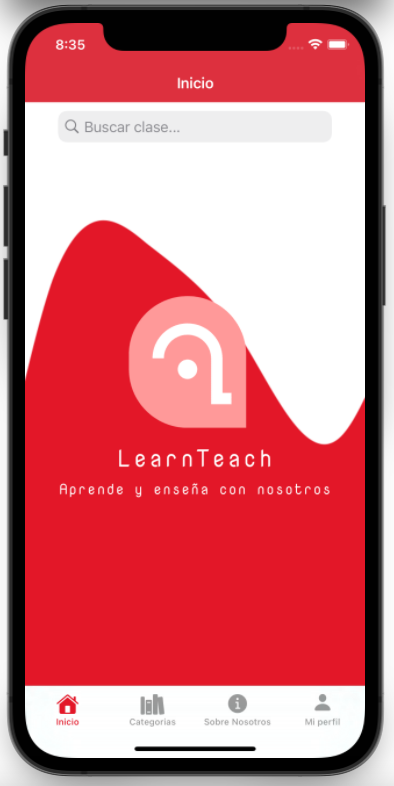 8:35
Inicio
Buscar clase...
LearnTeach
Aprende y enseña con nosotros
Inicio
Categorias
Sobre Nosotros
Mi perfil